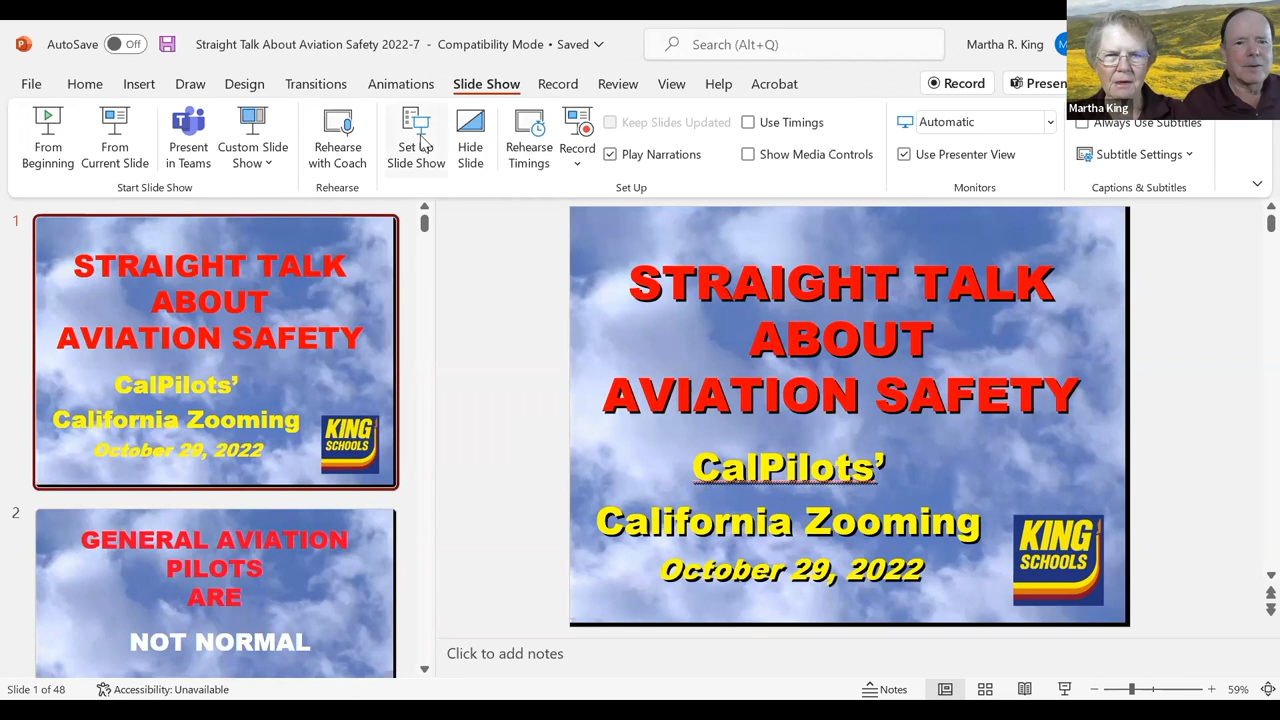 AutoSave Off
Straight Talk About Aviation Safety 2022-7 - Compatibility Mode • Saved
Search (Alt+Q)
Martha R. King
File Home Insert Draw Design Transitions Animations Slide Show Record Review View Help Acrobat
Record
Presen
Martha King
From
Beginning
From
Current Slide
Present
in Teams
Custom Slide
Show
Start Slide Show
Rehearse
with Coach
Rehearse
Set Up
Slide Show
Hide
Slide
Rehearse
Timings
Record
Keep Slides Updated
Play Narrations
Use Timings
Show Media Controls
Set Up
Automatic
Use Presenter View
Monitors
Always Use Subtitles
Subtitle Settings
Captions & Subtitles
1
STRAIGHT TALK
ABOUT
AVIATION SAFETY
CalPilots’
California Zooming
October 29, 2022
KING
SCHOOLS
2
GENERAL AVIATION
PILOTS
ARE
NOT NORMAL
STRAIGHT TALK
ABOUT
AVIATION SAFETY
CalPilots’
California Zooming
October 29, 2022
KING
SCHOOLS
Click to add notes
Slide 1 of 48
Accessibility: Unavailable
Notes
59%